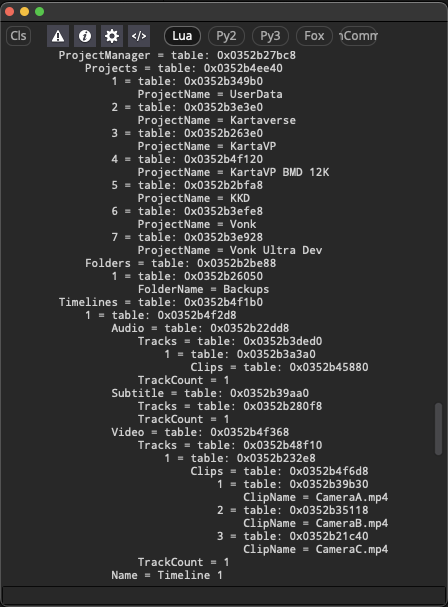 Cls
</>
Lua
Py2
Py3
Fox
nComm
ProjectManager = table: 0x0352b27bc8
Projects = table: 0x0352b4ee40
1 = table: 0x0352b349b0
ProjectName = UserData
2 = table: 0x0352b3e3e0
ProjectName = Kartaverse
3 = table: 0x0352b263e0
ProjectName = KartaVP
4 = table: 0x0352b4f120
ProjectName = KartaVP BMD 12K
5 = table: 0x0352b2bfa8
ProjectName = KKD
6 = table: 0x0352b3efe8
ProjectName = Vonk
7 = table: 0x0352b3e928
ProjectName = Vonk Ultra Dev
Folders = table: 0x0352b2be88
1 = table: 0x0352b26050
FolderName = Backups
Timelines = table: 0x0352b4f1b0
1 = table: 0x0352b4f2d8
Audio = table: 0x0352b22dd8
Tracks = table: 0x0352b3ded0
1 = table: 0x0352b3a3a0
Clips = table: 0x0352b45880
TrackCount = 1
Subtitle = table: 0x0352b39aa0
Tracks = table: 0x0352b280f8
TrackCount = 1
Video = table: 0x0352b4f368
Tracks = table: 0x0352b48f10
1 = table: 0x0352b232e8
Clips = table: 0x0352b4f6d8
1 = table: 0x0352b39b30
ClipName = CameraA.mp4
2 = table: 0x0352b35118
ClipName = CameraB.mp4
3 = table: 0x0352b21c40
ClipName = CameraC.mp4
TrackCount = 1
Name = Timeline 1